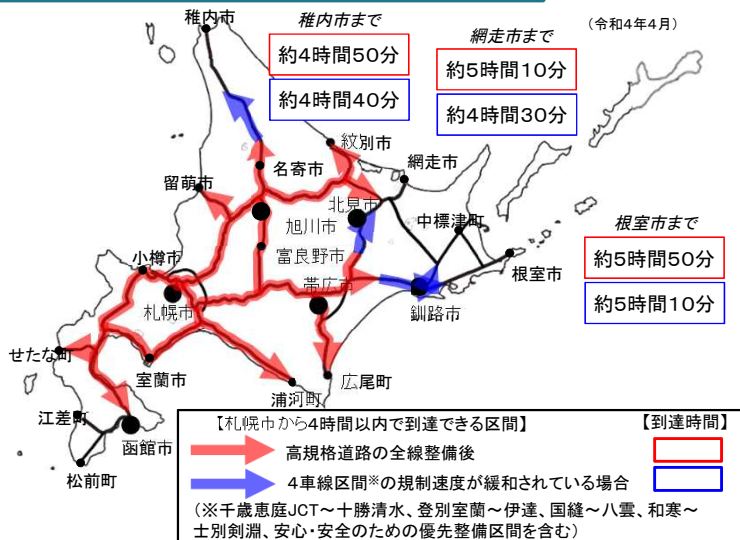 稚内市
稚内市まで
約4時間50分
約4時間40分
網走市まで
約5時間10分
約4時間30分
(令和4年4月)
紋別市
名寄市
網走市
留萌市
北見市
旭川市
中標津町
根室市まで
約5時間50分
約5時間10分
小樽市
富良野市
根室市
帯広市
札幌市
釧路市
せたな町
室蘭市
広尾町
浦河町
江差町
函館市
松前町
【札幌市から4時間以内で到達できる区間】
【到達時間】
高規格道路の全線整備後
4車線区間※の規制速度が緩和されている場合
(※千歳恵庭JCT～十勝清水、登別室蘭～伊達、国縫～八雲、和寒～
士別剣淵、安心・安全のための優先整備区間を含む)